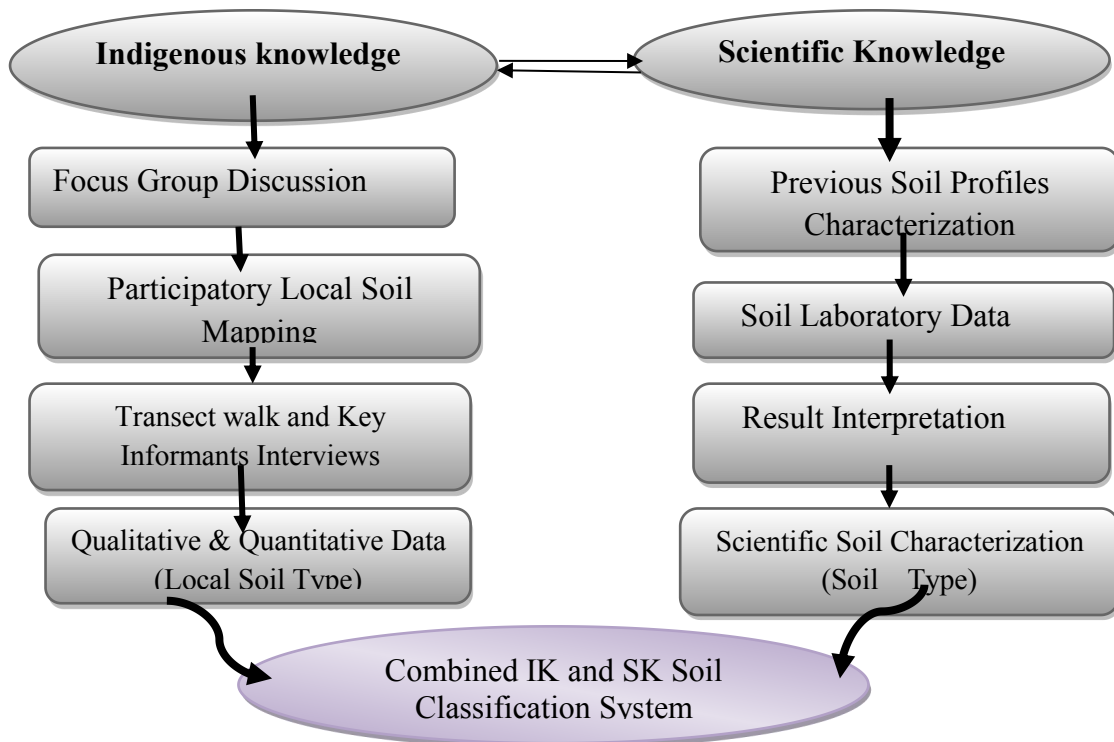 Indigenous knowledge
Focus Group Discussion
Participatory Local Soil
Mapping
Transect walk and Key
Informants Interviews
Qualitative & Quantitative Data
(Local Soil Type)
Scientific Knowledge
Previous Soil Profiles
Characterization
Soil Laboratory Data
Result Interpretation
Scientific Soil Characterization
(Soil Type)
Combined IK and SK Soil
Classification System